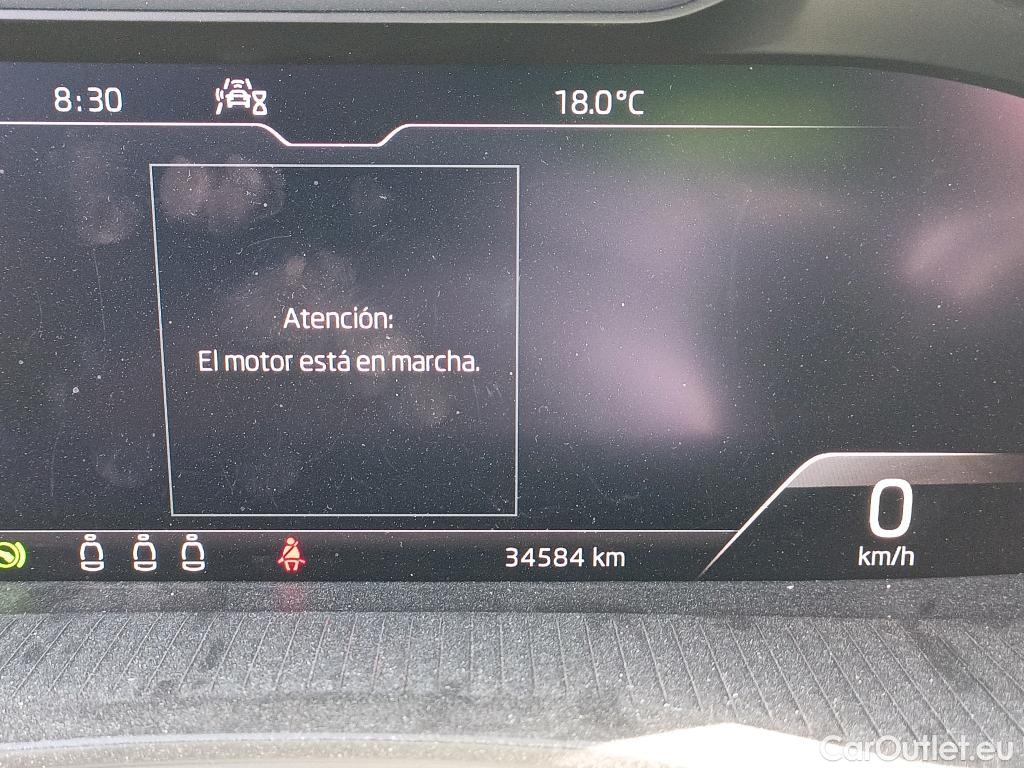 8:30
18.0°C
Atención:
El motor está en marcha.
0
km/h
34584 km
CarOutlet.eu